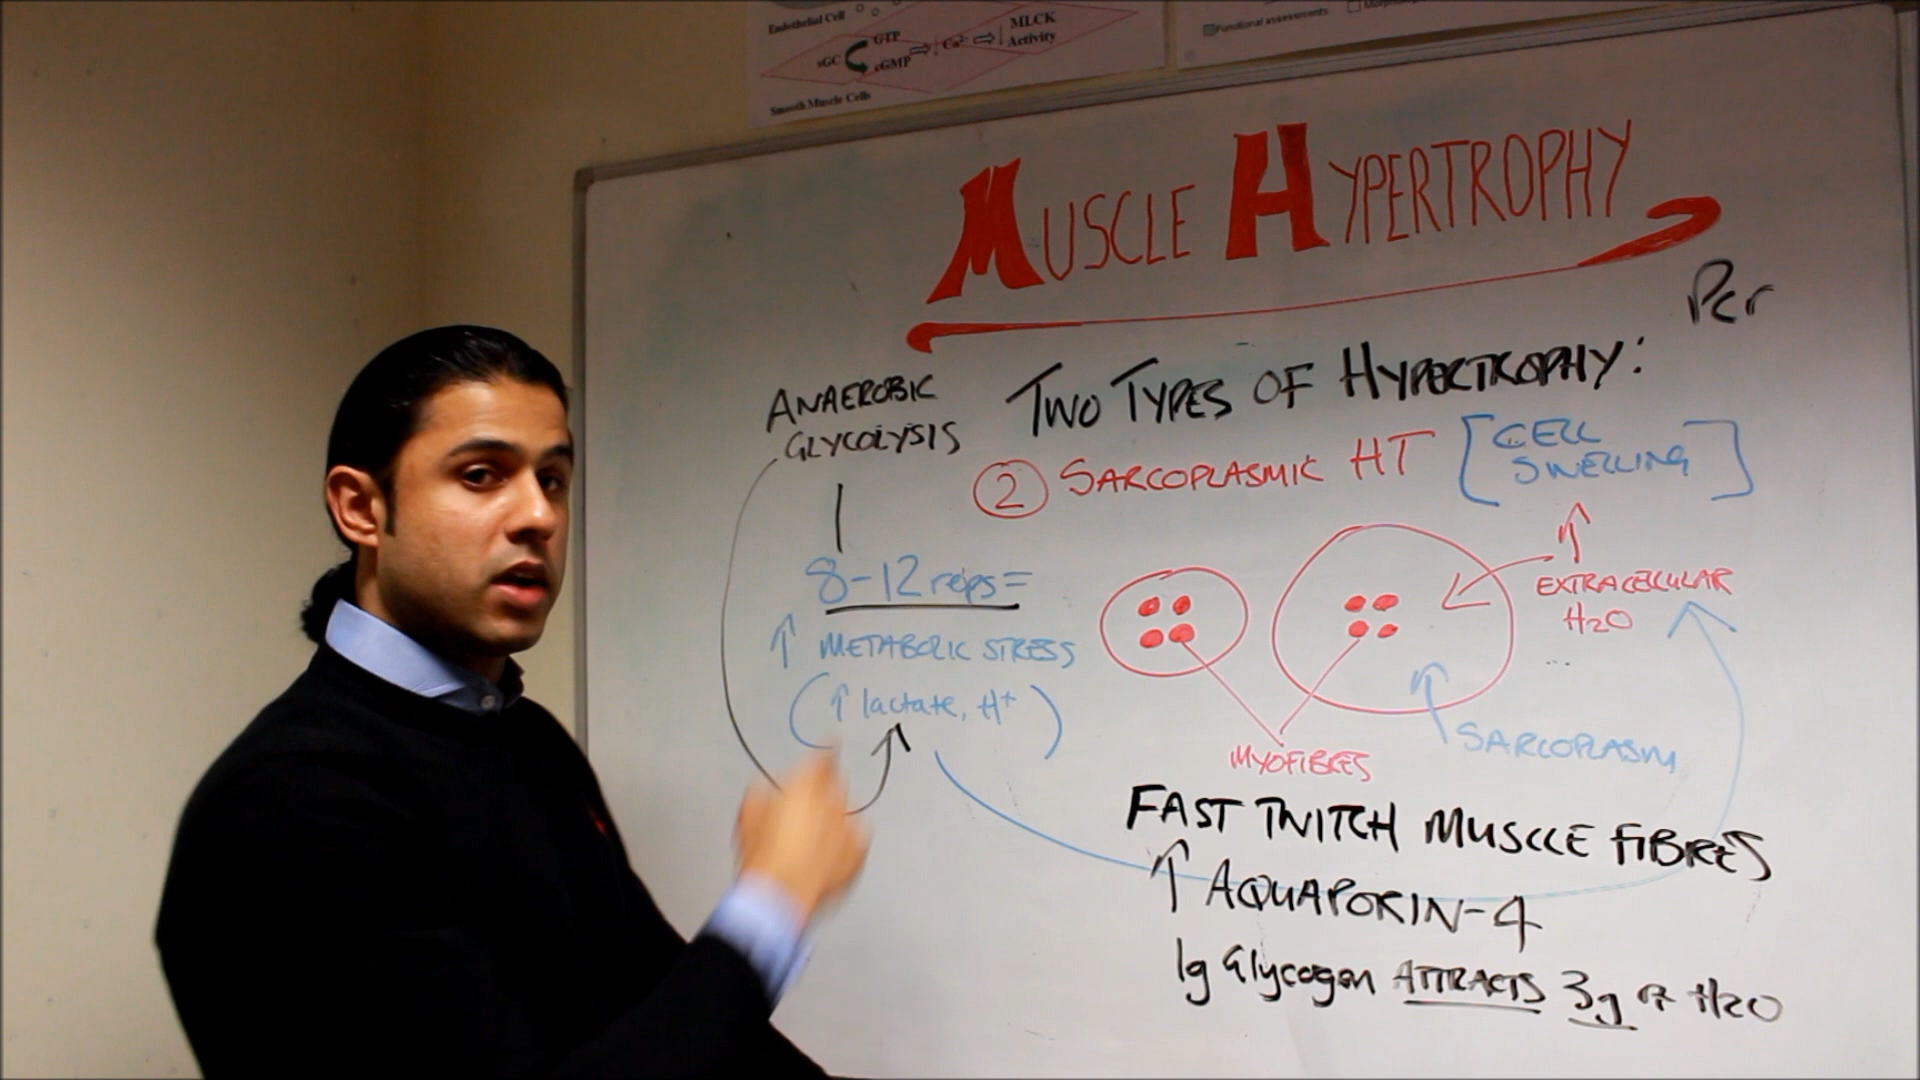 Endothelial Cell
GTP
sGC
cGMP
Ca²⁺
MLCK
Activity
Smooth Muscle Cells
Functional assessments
MUSCLE HYPERTROPHY
PCr
TWO TYPES OF HYPERTROPHY:
ANAEROBIC
GLYCOLYSIS
② SARCOPLASMIC HT [CELL
SWELLING]
8-12 reps=
↑ METABOLIC STRESS
(↑ lactate, H⁺)
↑
EXTRACELLULAR
H2O
↑ SARCOPLASM
MYOFIBRES
FAST TWITCH MUSCLE FIBRES
↑ AQUAPORIN-4
1g Glycogen ATTRACTS 3g of H2O